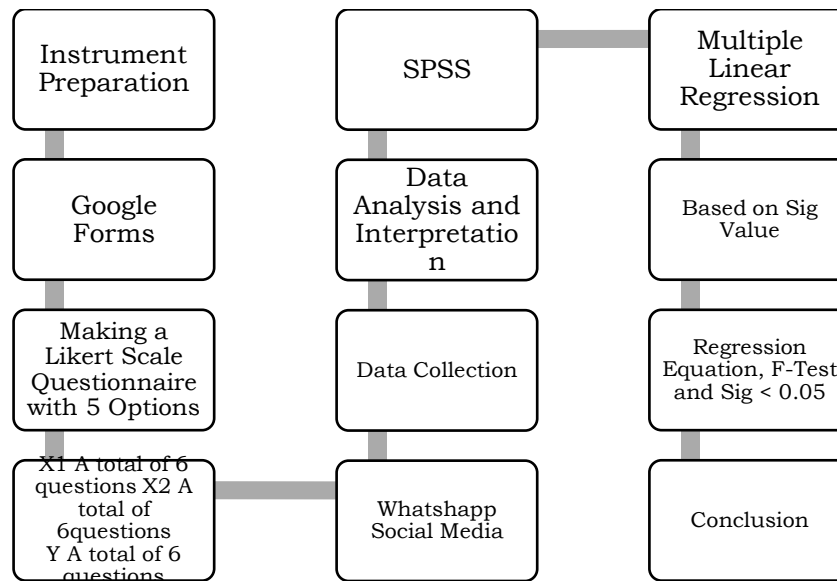 Instrument
Preparation
Google
Forms
Making a
Likert Scale
Questionnaire
with 5 Options
X1 A total of 6
questions X2 A
total of
6questions
Y A total of 6
questions
Whatshapp
Social Media
Data Collection
Data
Analysis and
Interpretatio
n
SPSS
Multiple
Linear
Regression
Based on Sig
Value
Regression
Equation, F-Test
and Sig < 0.05
Conclusion